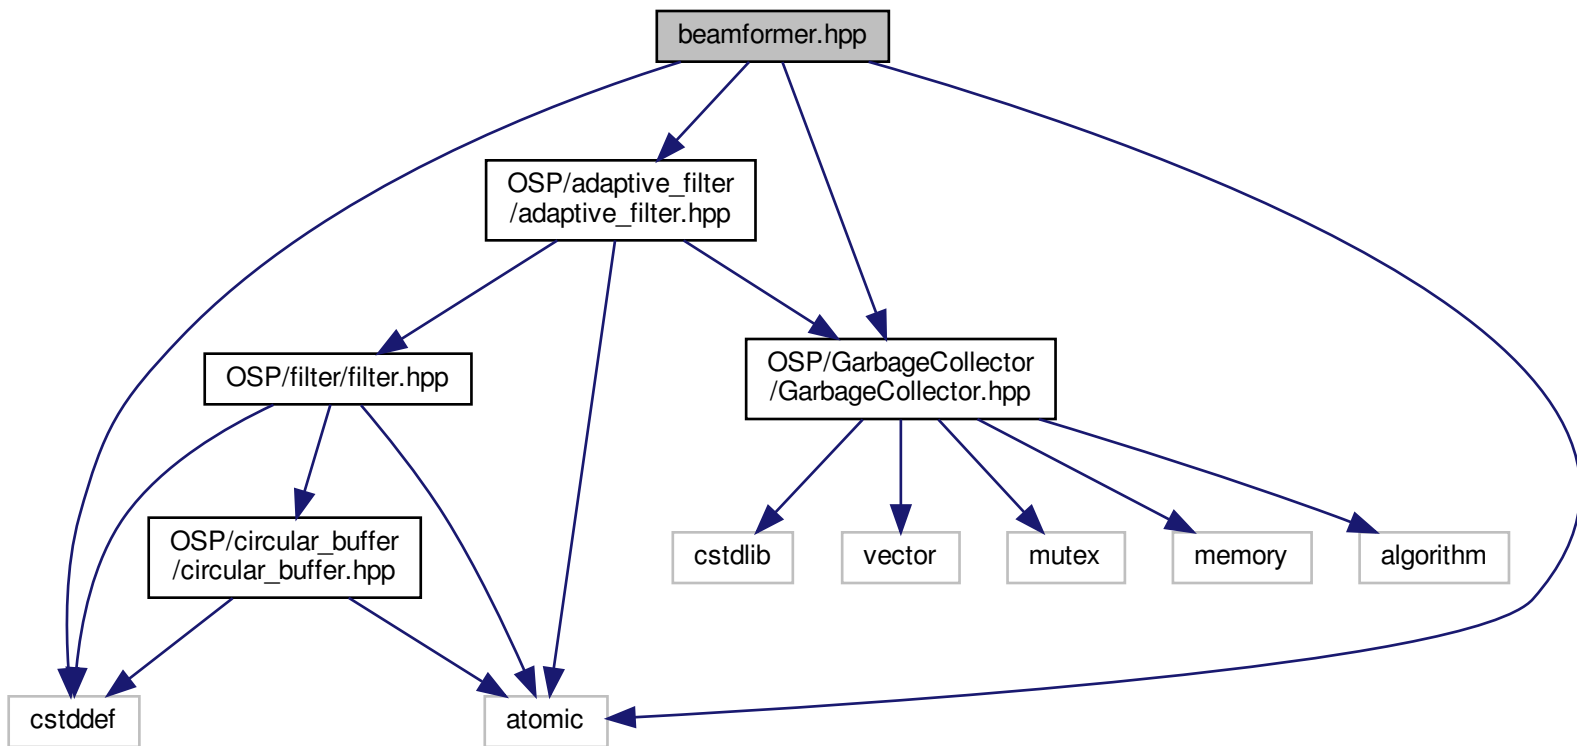 beamformer.hpp
OSP/adaptive_filter
/adaptive_filter.hpp
OSP/filter/filter.hpp
OSP/GarbageCollector
/GarbageCollector.hpp
OSP/circular_buffer
/circular_buffer.hpp
cstdlib
vector
mutex
memory
algorithm
cstddef
atomic